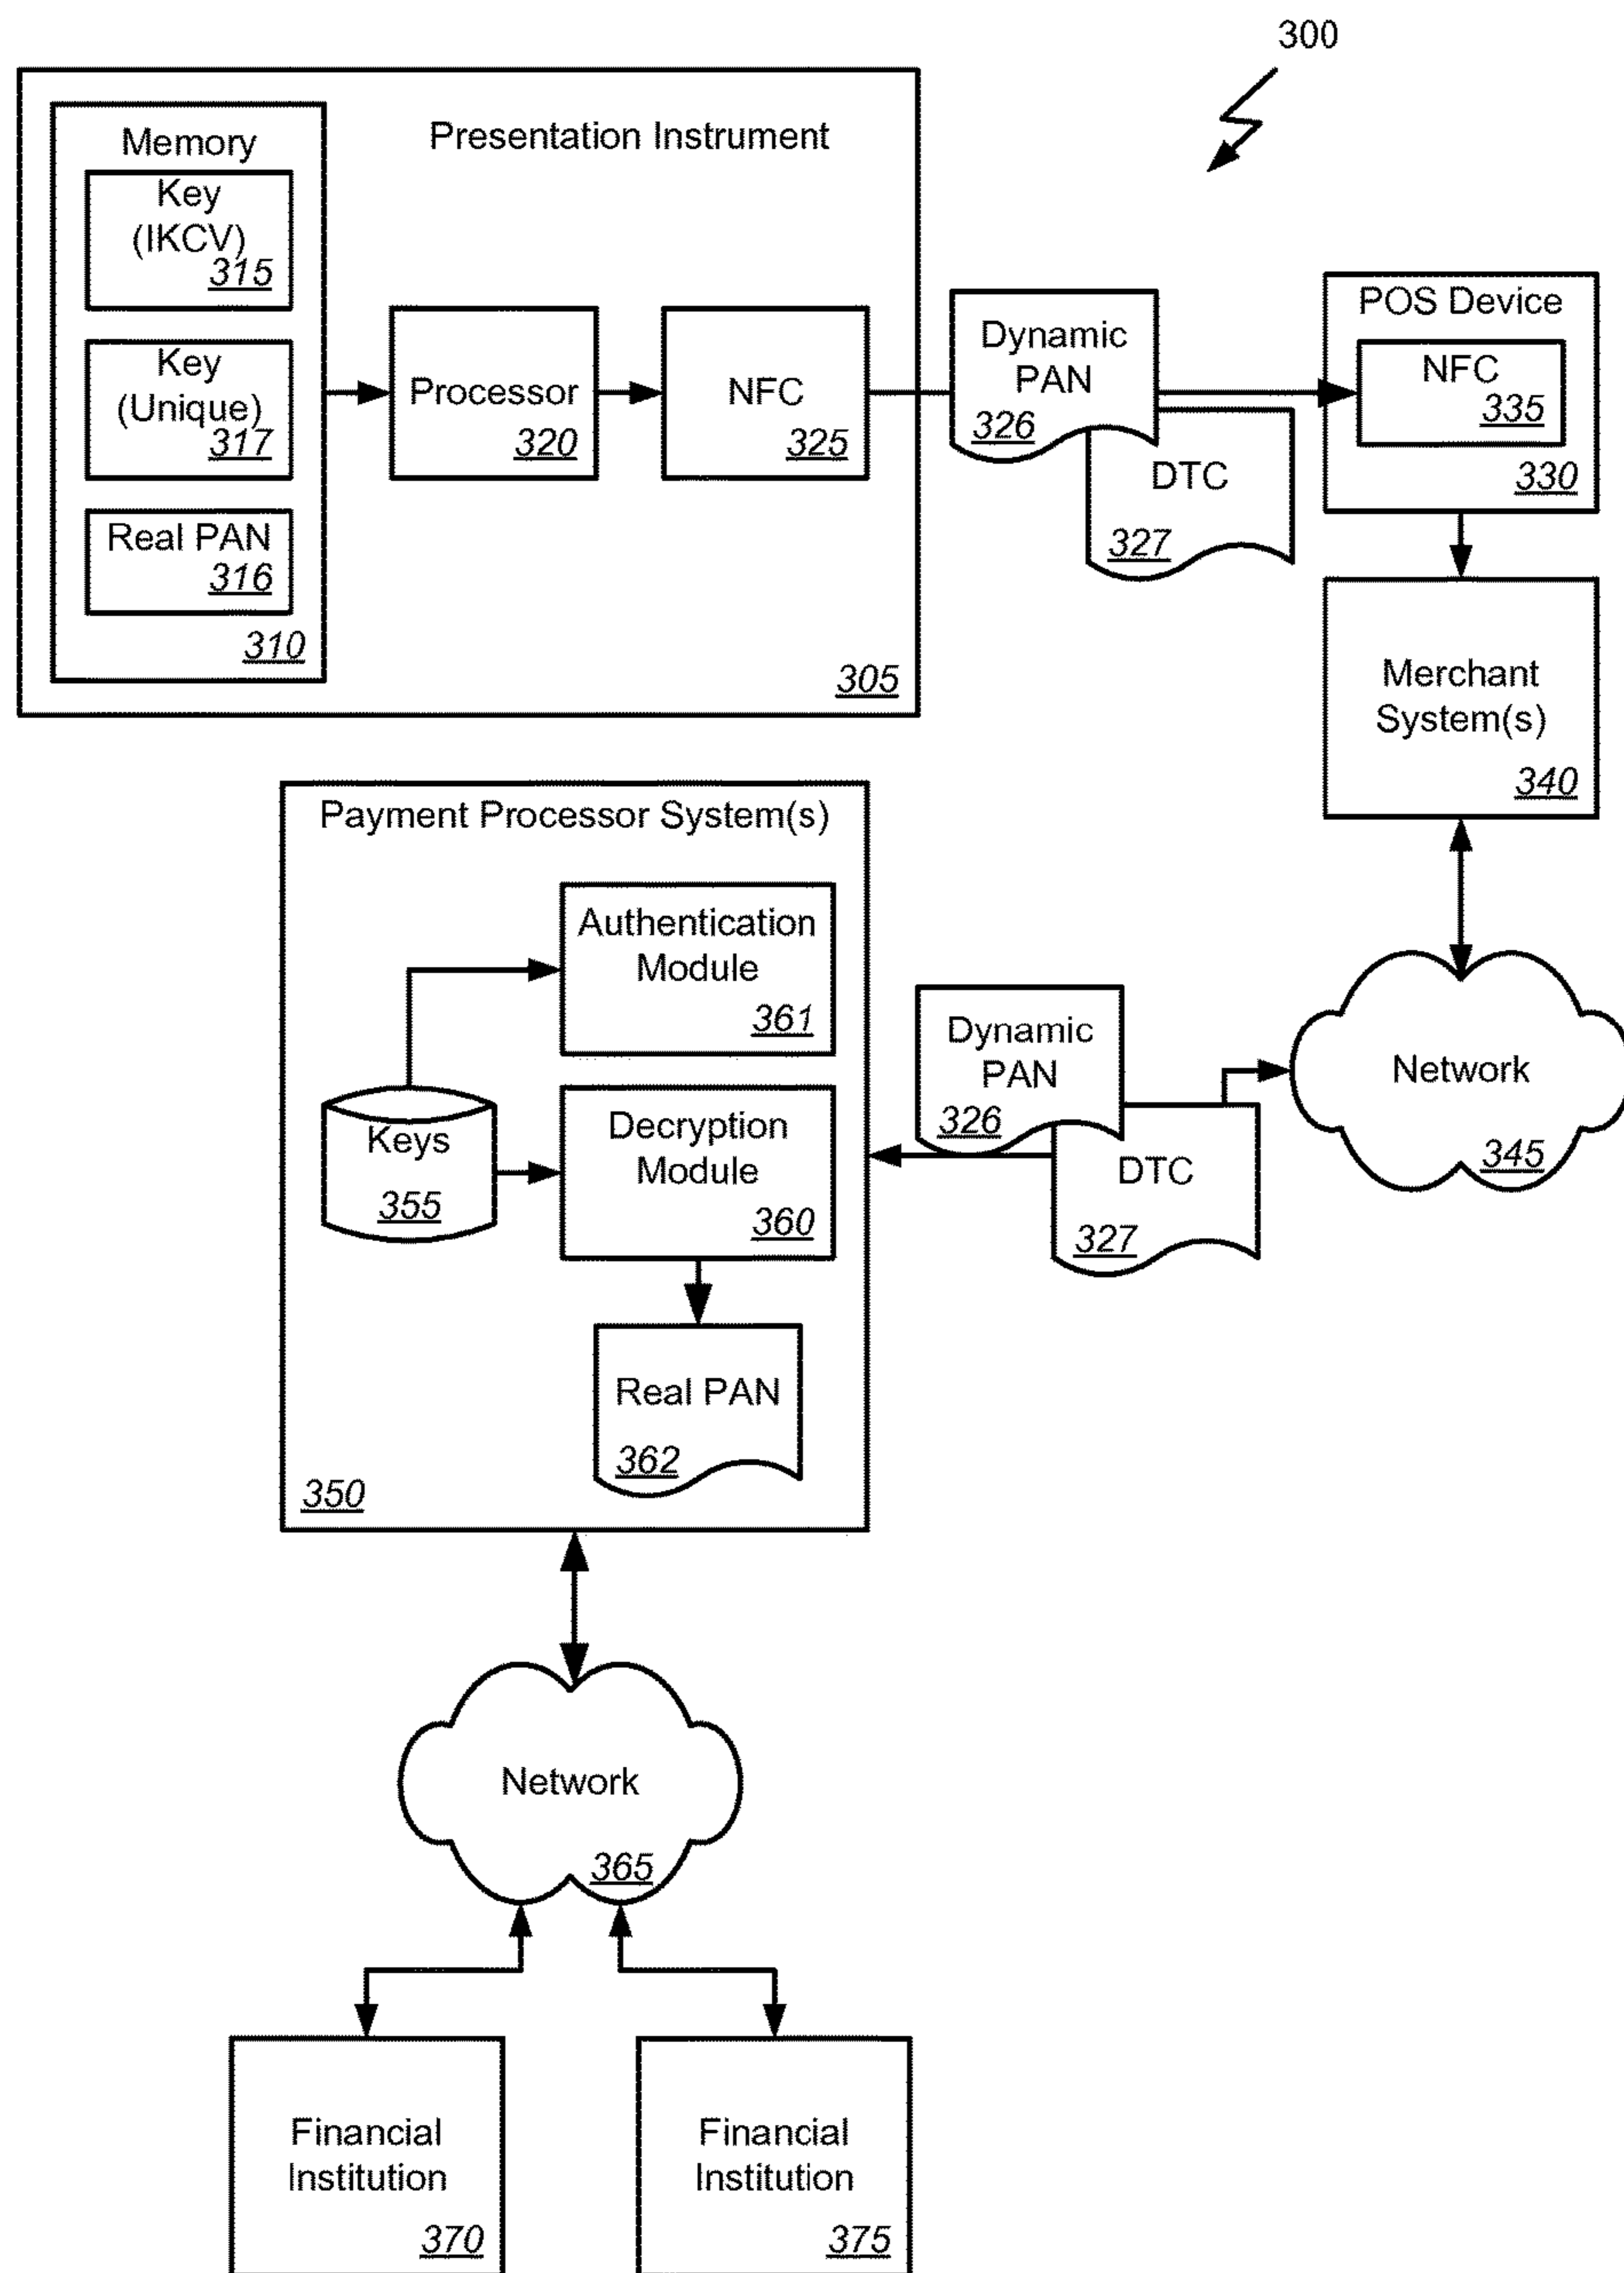 300
Presentation Instrument
Memory
Key
(IKCV)
315
Key
(Unique)
317
Real PAN
316
310
Processor
320
NFC
325
305
Dynamic
PAN
326
DTC
327
POS Device
NFC
335
330
Merchant
System(s)
340
Network
345
Dynamic
PAN
326
DTC
327
Payment Processor System(s)
Authentication
Module
361
Keys
355
Decryption
Module
360
Real PAN
362
350
Network
365
Financial
Institution
370
Financial
Institution
375